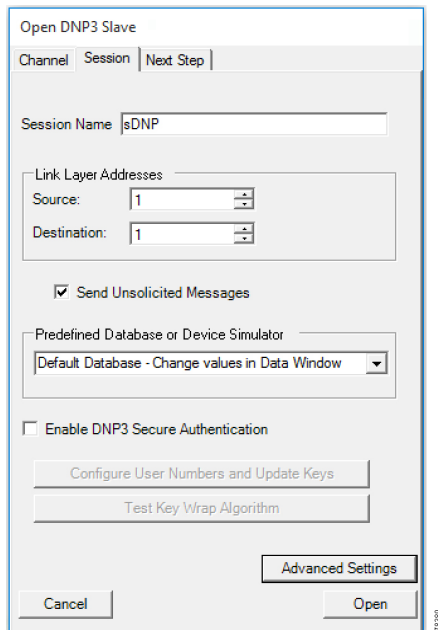 Open DNP3 Slave
Channel Session Next Step
Session Name sDNP
Link Layer Addresses
Source: 1
Destination: 1
Send Unsolicited Messages
Predefined Database or Device Simulator
Default Database - Change values in Data Window
Enable DNP3 Secure Authentication
Configure User Numbers and Update Keys
Test Key Wrap Algorithm
Advanced Settings
Cancel Open